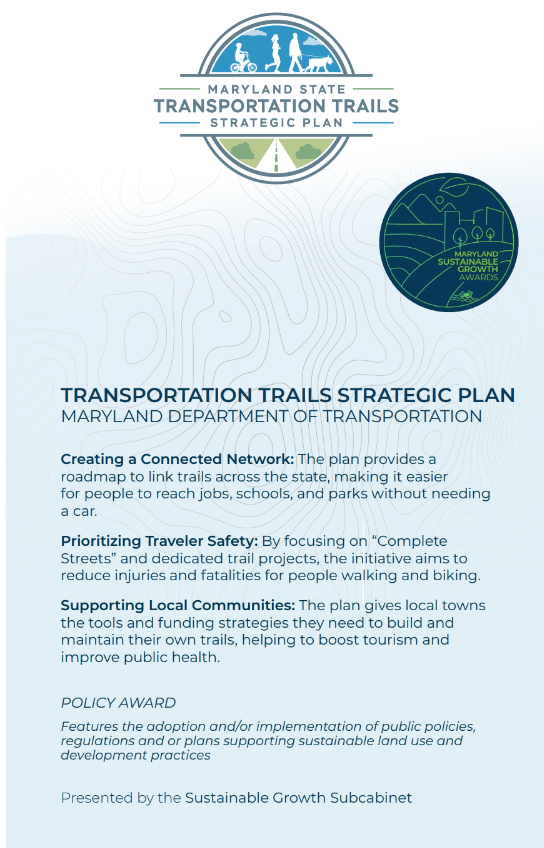 MARYLAND STATE
TRANSPORTATION TRAILS
STRATEGIC PLAN
MARYLAND
SUSTAINABLE
GROWTH
AWARDS
TRANSPORTATION TRAILS STRATEGIC PLAN
MARYLAND DEPARTMENT OF TRANSPORTATION
Creating a Connected Network: The plan provides a
roadmap to link trails across the state, making it easier
for people to reach jobs, schools, and parks without needing
a car.
Prioritizing Traveler Safety: By focusing on “Complete
Streets” and dedicated trail projects, the initiative aims to
reduce injuries and fatalities for people walking and biking.
Supporting Local Communities: The plan gives local towns
the tools and funding strategies they need to build and
maintain their own trails, helping to boost tourism and
improve public health.
POLICY AWARD
Features the adoption and/or implementation of public policies,
regulations and or plans supporting sustainable land use and
development practices
Presented by the Sustainable Growth Subcabinet